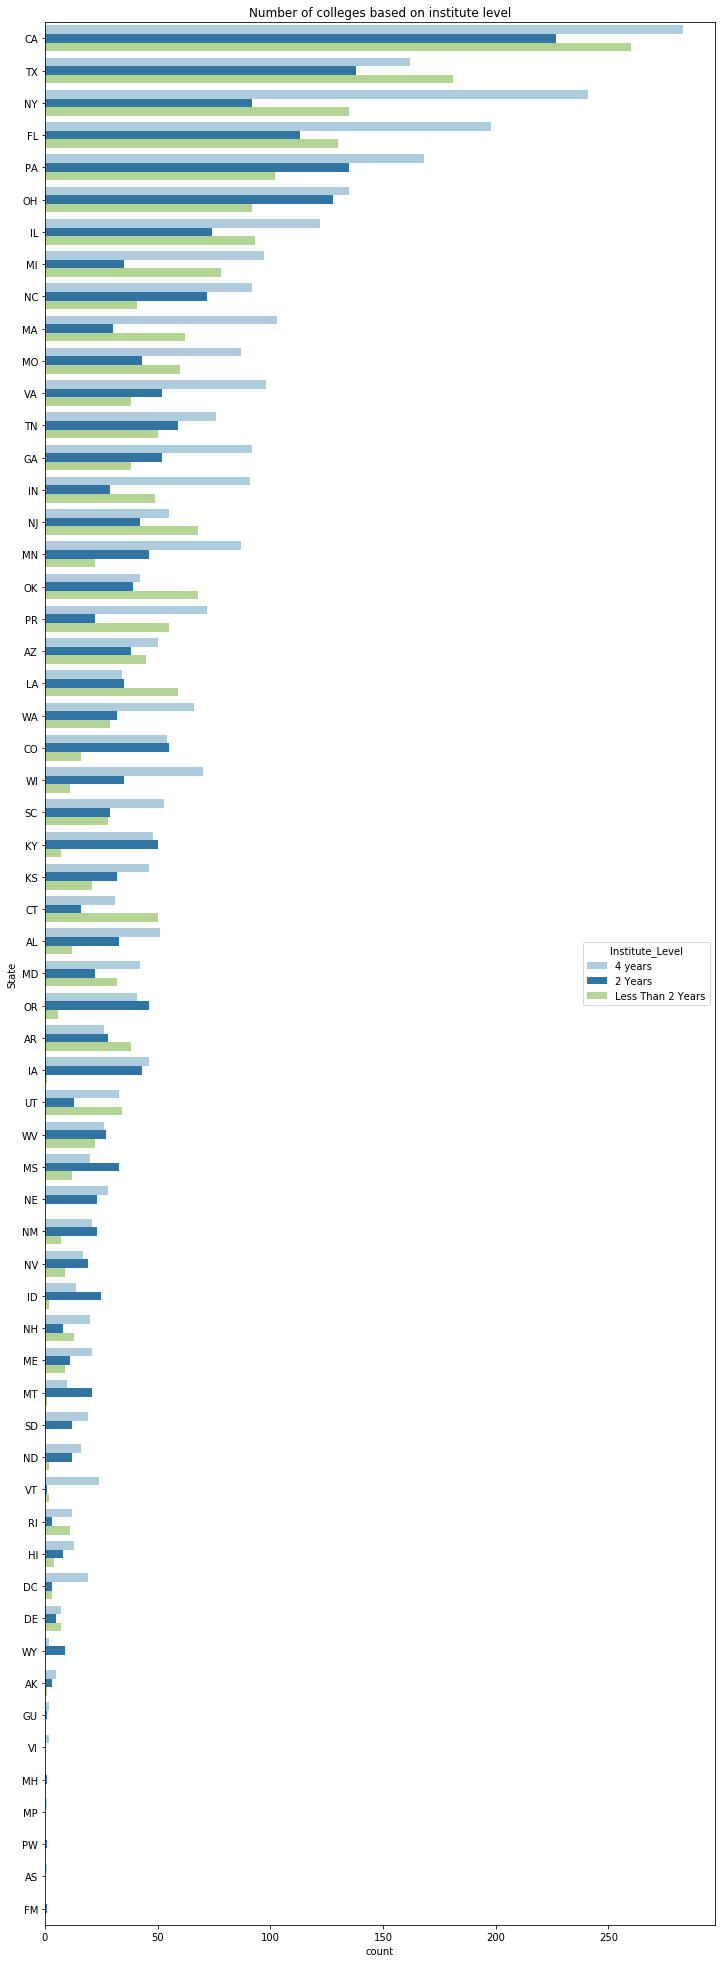 Number of colleges based on institute level
CA
TX
NY
FL
PA
OH
IL
MI
NC
MA
MO
VA
TN
GA
IN
NJ
MN
OK
PR
AZ
LA
WA
CO
WI
SC
KY
KS
CT
AL
MD
OR
AR
IA
UT
WV
MS
NE
NM
NV
ID
NH
ME
MT
SD
ND
VT
RI
HI
DC
DE
WY
AK
GU
VI
MH
MP
PW
AS
FM
State
Institute_Level
4 years
2 Years
Less Than 2 Years
0 50 100 150 200 250
count